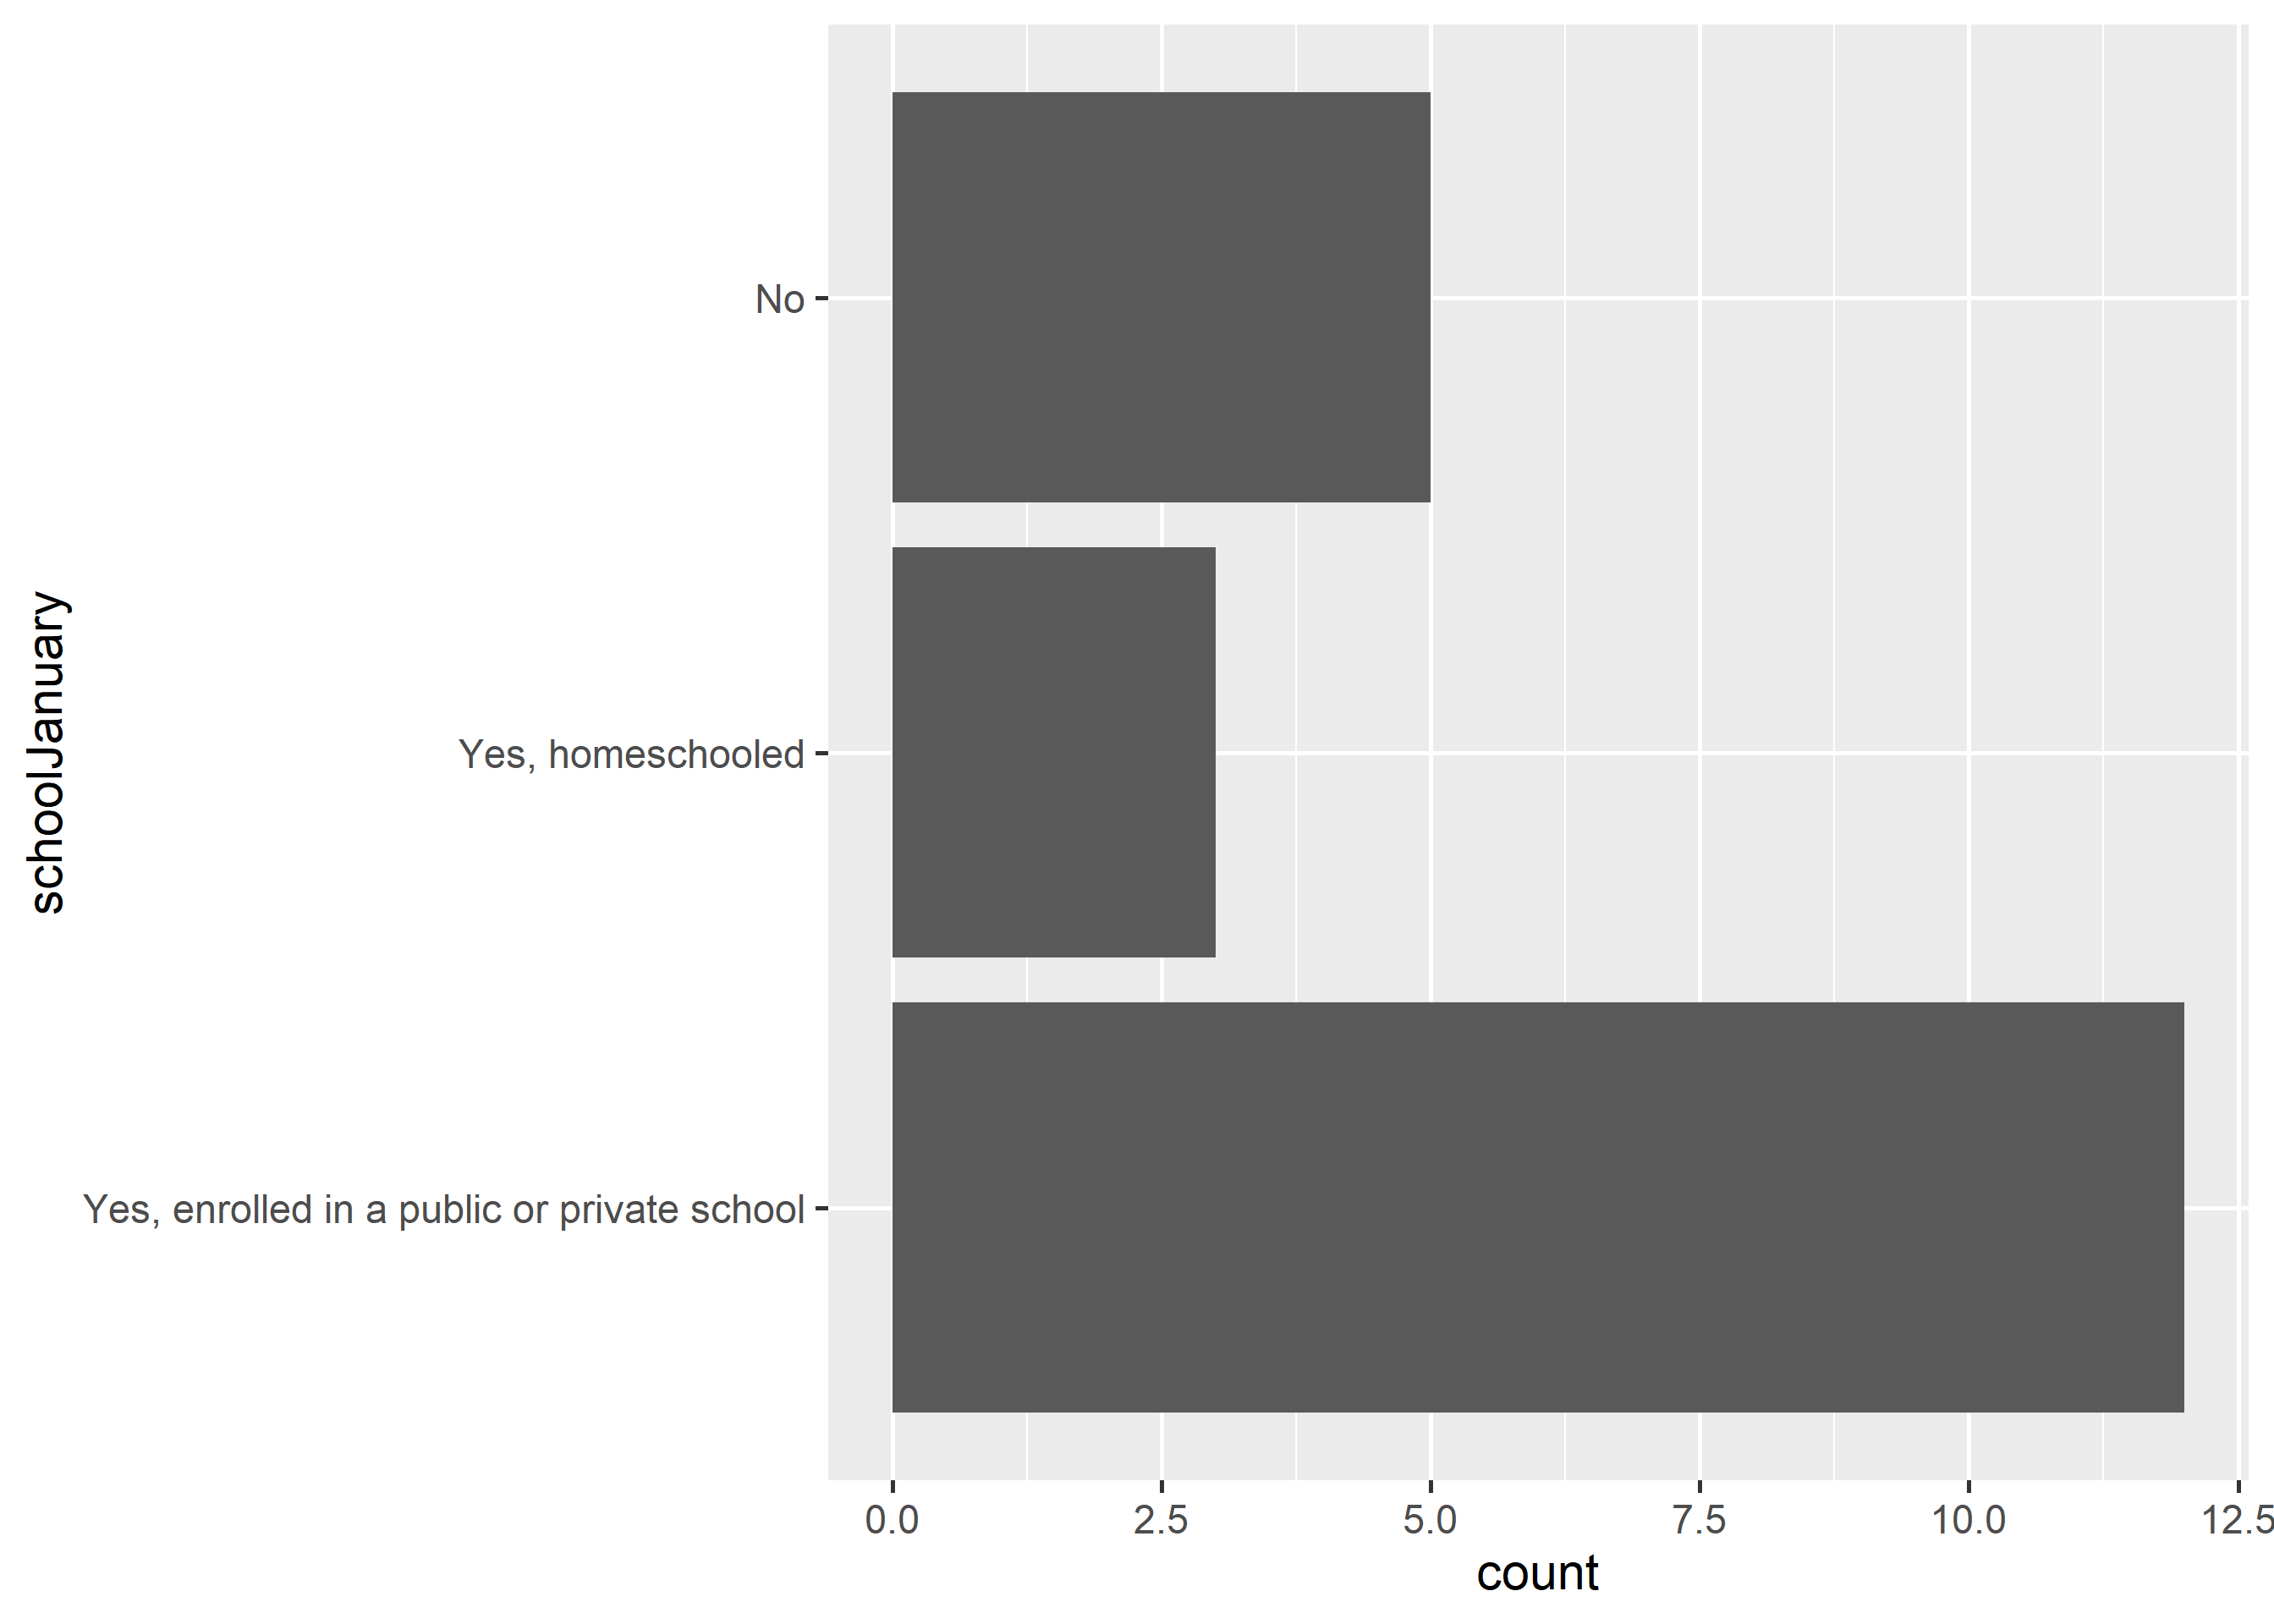 No
Yes, homeschooled
Yes, enrolled in a public or private school
schoolJanuary
0.0 2.5 5.0 7.5 10.0 12.5
count